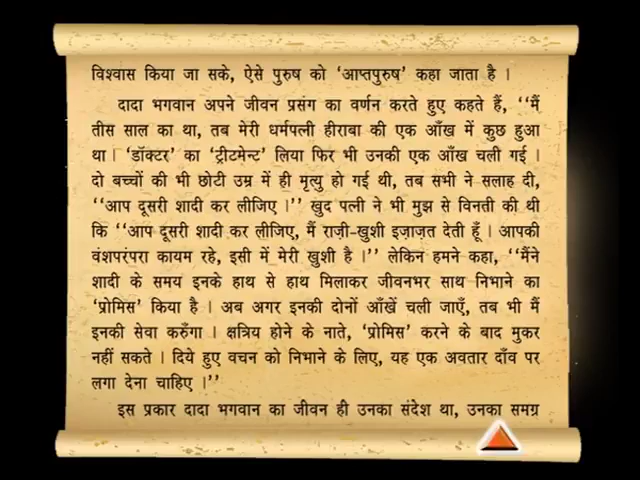 विश्वास किया जा सके, ऐसे पुरुष को ‘आप्तपुरुष’ कहा जाता है ।
दादा भगवान अपने जीवन प्रसंग का वर्णन करते हुए कहते हैं, ‘‘मैं
तीस साल का था, तब मेरी धर्मपत्नी हीराबा की एक आँख में कुछ हुआ
था । ‘डॉक्टर’ का ‘ट्रीटमेन्ट’ लिया फिर भी उनकी एक आँख चली गई ।
दो बच्चों की भी छोटी उम्र में ही मृत्यु हो गई थी, तब सभी ने सलाह दी,
‘‘आप दूसरी शादी कर लीजिए ।’’ खुद पत्नी ने भी मुझ से विनती की थी
कि ‘‘आप दूसरी शादी कर लीजिए, मैं राज़ी-खुशी इज़ाज़त देती हूँ । आपकी
वंशपरंपरा कायम रहे, इसी में मेरी खुशी है ।’’ लेकिन हमने कहा, ‘‘मैंने
शादी के समय इनके हाथ से हाथ मिलाकर जीवनभर साथ निभाने का
‘प्रोमिस’ किया है । अब अगर इनकी दोनों आँखें चली जाएँ, तब भी मैं
इनकी सेवा करुँगा । क्षत्रिय होने के नाते, ‘प्रोमिस’ करने के बाद मुकर
नहीं सकते । दिये हुए वचन को निभाने के लिए, यह एक अवतार दाँव पर
लगा देना चाहिए ।’’
इस प्रकार दादा भगवान का जीवन ही उनका संदेश था, उनका समग्र